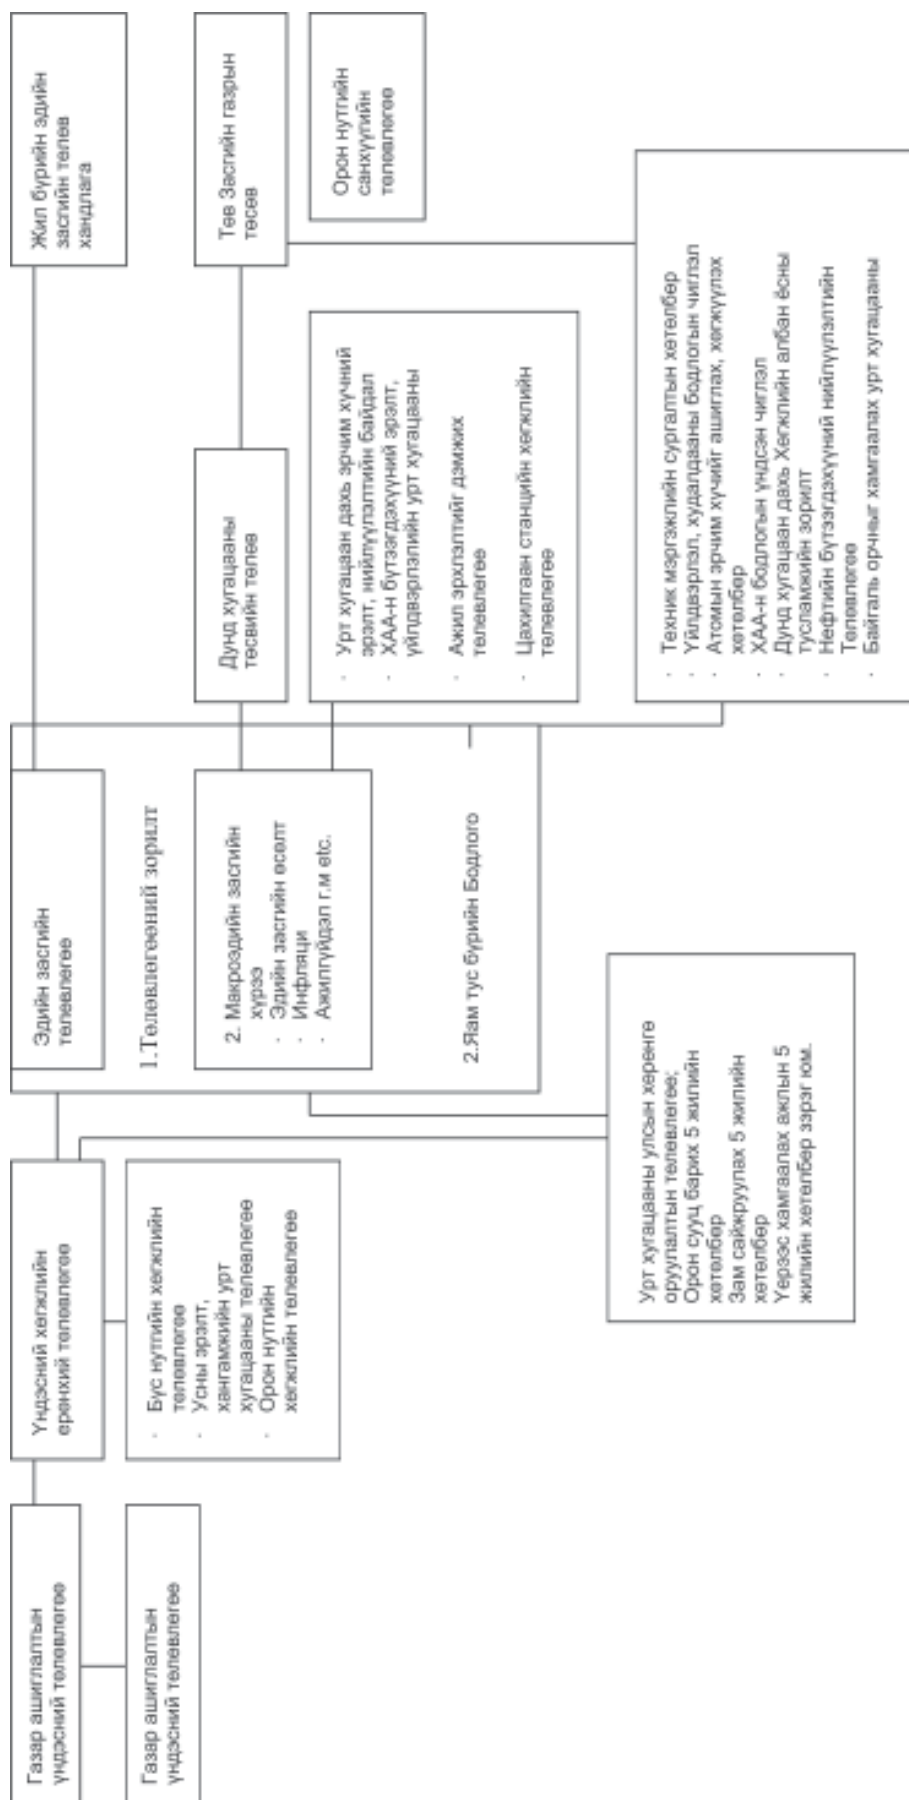 Газар ашиглалтын
үндэсний төлөвлөгөө
Газар ашиглалтын
үндэсний төлөвлөгөө
Үндэсний хөгжлийн
ерөнхий төлөвлөгөө
· Бүс нутгийн хөгжлийн
төлөвлөгөө
· Усны эрэлт,
хангамжийн урт
хугацааны төлөвлөгөө
· Орон нутгийн
хөгжлийн төлөвлөгөө
Эдийн засгийн
төлөвлөгөө
1.Төлөвлөгөөний зорилт
2. Макроэдийн засгийн
хүрээ
· Эдийн засгийн өсөлт
· Инфляци
· Ажилгүйдэл г.м etc.
2.Яам тус бүрийн Бодлого
Урт хугацааны улсын хөрөнгө
оруулалтын төлөвлөгөө;
Орон сууц барих 5 жилийн
хөтөлбөр
Зам сайжруулах 5 жилийн
хөтөлбөр
Үерээс хамгаалах ажлын 5
жилийн хөтөлбөр зэрэг юм.
Жил бүрийн эдийн
засгийн төлөв
хандлага
Дунд хугацааны
төсвийн төлөв
Төв Засгийн газрын
төсөв
Орон нутгийн
санхүүгийн
төлөвлөгөө
· Урт хугацаан дахь эрчим хүчний
эрэлт, нийлүүлэлтийн байдал
· ХАА-н бүтээгдэхүүний эрэлт,
үйлдвэрлэлийн урт хугацааны
· Ажил эрхлэлтийг дэмжих
төлөвлөгөө
· Цахилгаан станцийн хөгжлийн
төлөвлөгөө
· Техник мэргэжлийн сургалтын хөтөлбөр
· Үйлдвэрлэл, худалдааны бодлогын чиглэл
· Атомын эрчим хүчийг ашиглах, хөгжүүлэх
хөтөлбөр
· ХАА-н бодлогын үндсэн чиглэл
· Дунд хугацаан дахь Хөгжлийн албан ёсны
тусламжийн зорилт
· Нефтийн бүтээгдэхүүний нийлүүлэлтийн
Төлөвлөгөө
· Байгаль орчныг хамгаалах урт хугацааны